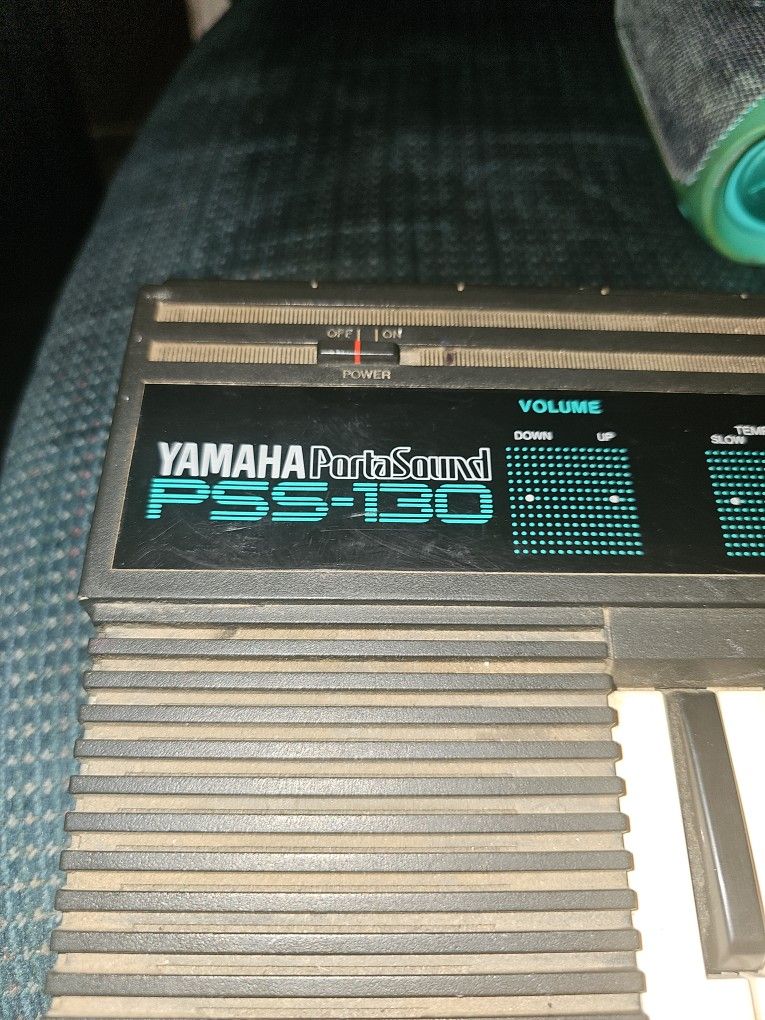 OFF ON
POWER
VOLUME
DOWN UP
SLOW
YAMAHA PortaSound
PSS-130